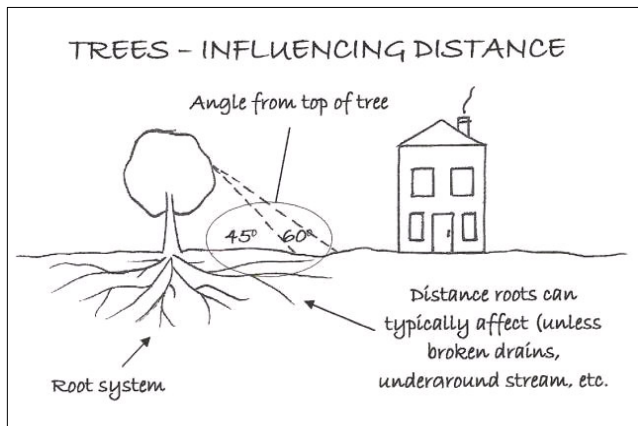 TREES – INFLUENCING DISTANCE
Angle from top of tree
45° 60°
Distance roots can
typically affect (unless
broken drains,
underaround stream, etc.
Root system